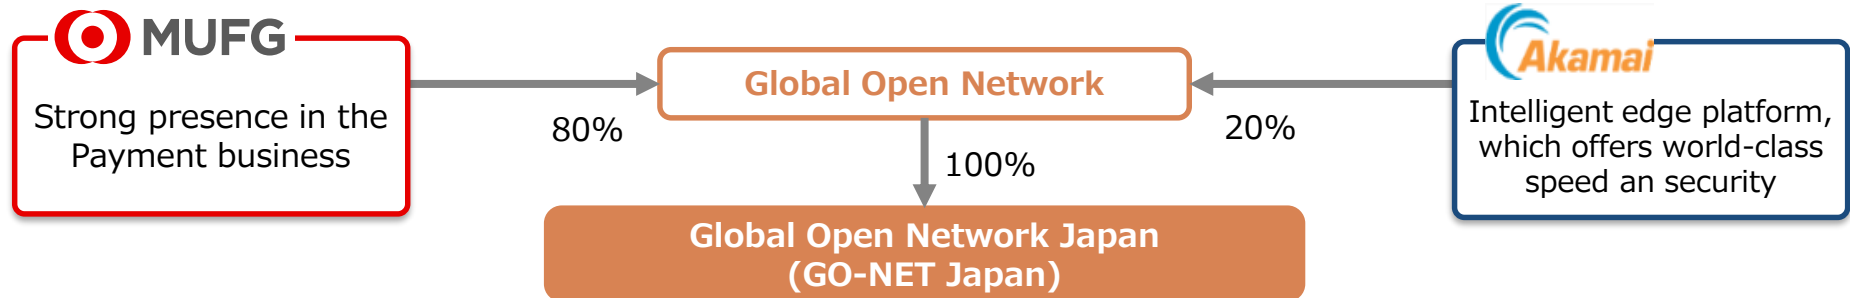 MUFG
Strong presence in the
Payment business
80%
Global Open Network
100%
20%
Akamai
Intelligent edge platform,
which offers world-class
speed an security
Global Open Network Japan
(GO-NET Japan)